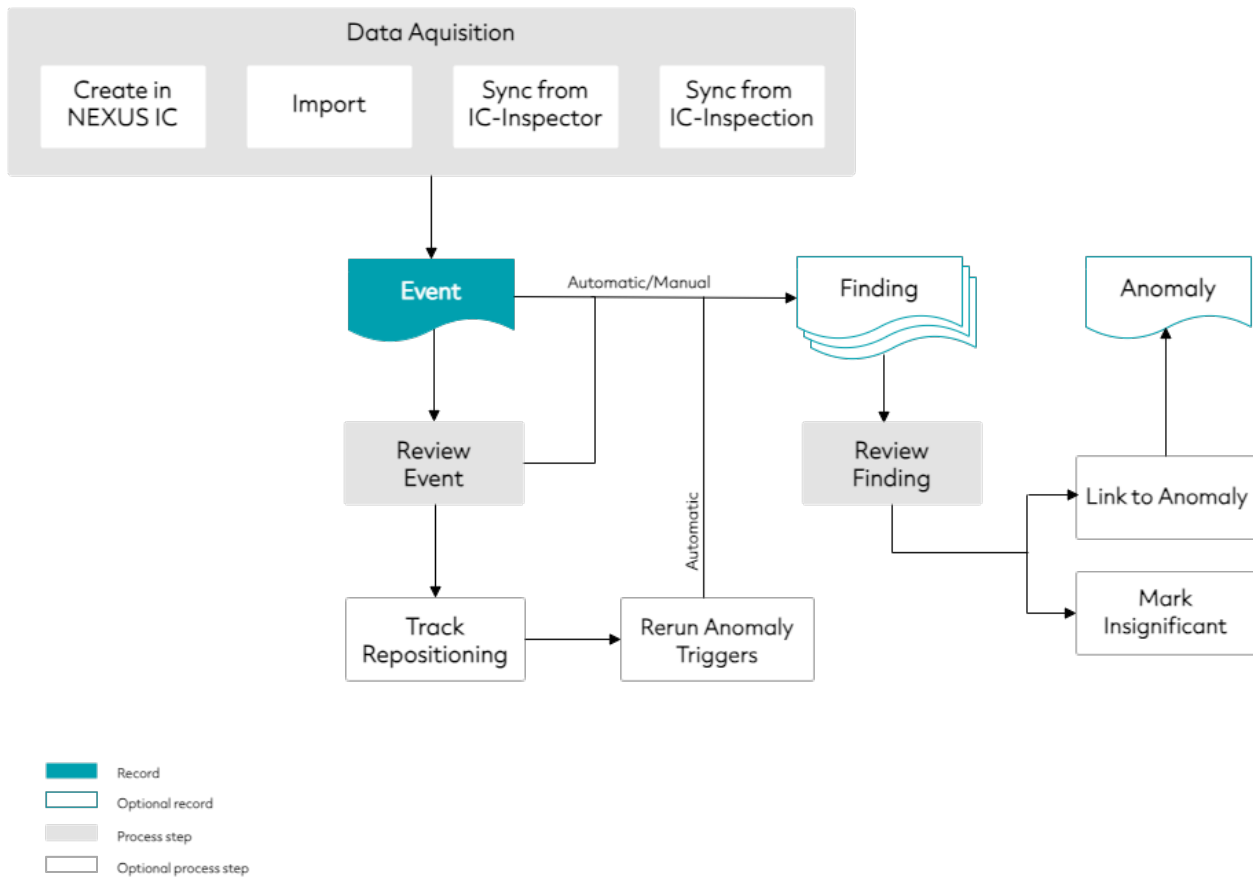 Data Aquisition
Create in
NEXUS IC
Import
Sync from
IC-Inspector
Sync from
IC-Inspection
Event
Automatic/Manual
Finding
Anomaly
Review
Event
Review
Finding
Link to Anomaly
Automatic
Track
Repositioning
Rerun Anomaly
Triggers
Mark
Insignificant
Record
Optional record
Process step
Optional process step